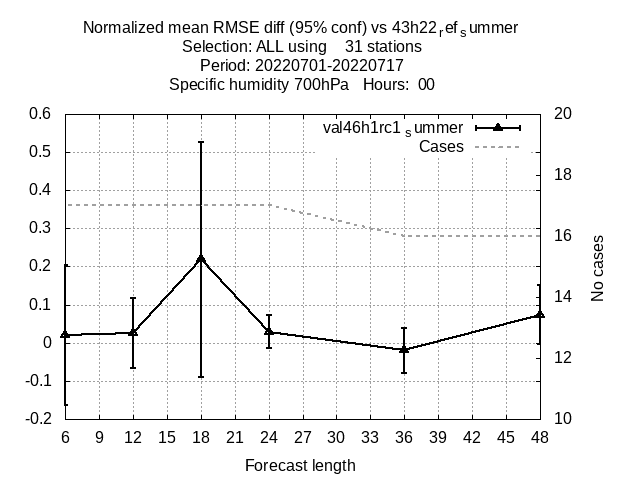 Normalized mean RMSE diff (95% conf) vs 43h22refsummer
Selection: ALL using 31 stations
Period: 20220701-20220717
Specific humidity 700hPa Hours: 00
val46h1rc1summer
Cases
0.6
0.5
0.4
0.3
0.2
0.1
0
-0.1
-0.2
20
18
16
14
12
10
No cases
6 9 12 15 18 21 24 27 30 33 36 39 42 45 48
Forecast length